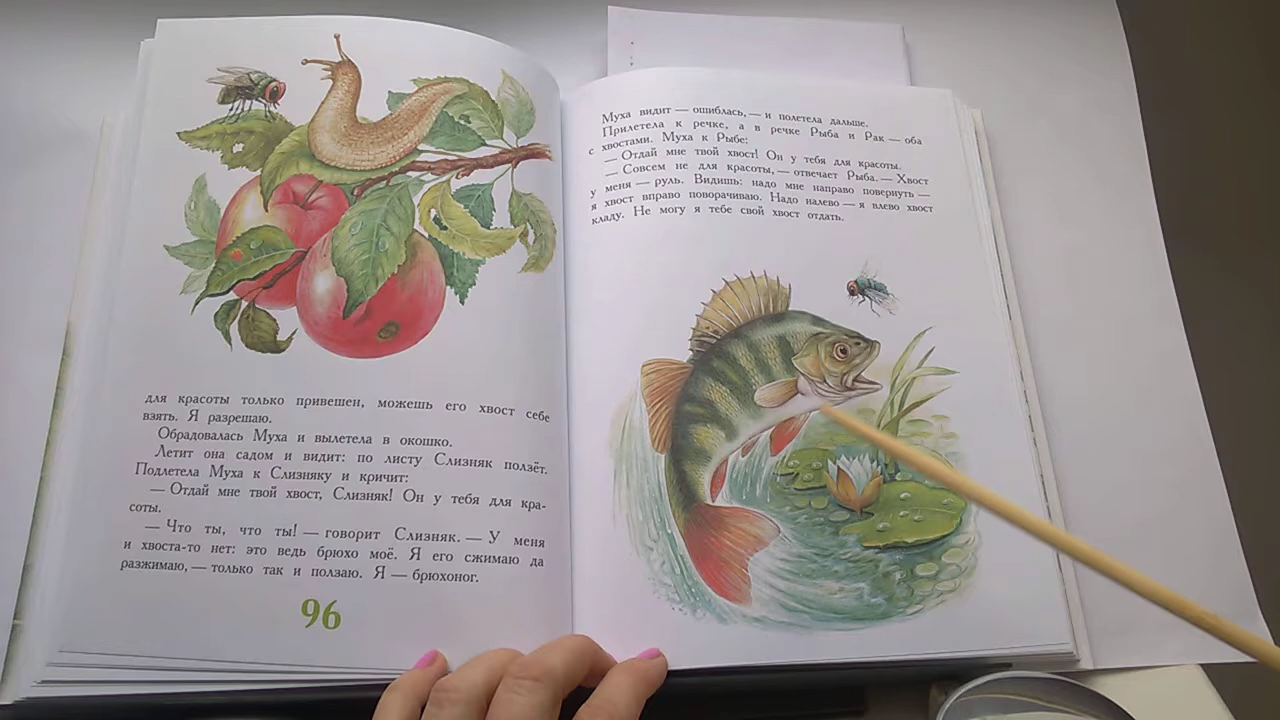 для красоты только привешен, можешь его хвост себе
взять. Я разрешаю.
Обрадовалась Муха и вылетела в окошко.
Летит она садом и видит: по листу Слизняк ползёт.
Подлетела Муха к Слизняку и кричит:
— Отдай мне твой хвост, Слизняк! Он у тебя для кра-
соты.
— Что ты, что ты! — говорит Слизняк. — У меня
и хвоста-то нет: это ведь брюхо моё. Я его сжимаю да
разжимаю, — только так и ползаю. Я — брюхоног.
96
Муха видит — ошиблась, — и полетела дальше.
Прилетела к речке, а в речке Рыба и Рак — оба
с хвостами. Муха к Рыбе:
— Отдай мне твой хвост! Он у тебя для красоты.
— Совсем не для красоты, — отвечает Рыба. — Хвост
у меня — руль. Видишь: надо мне направо повернуть —
я хвост вправо поворачиваю. Надо налево — я влево хвост
кладу. Не могу я тебе свой хвост отдать.